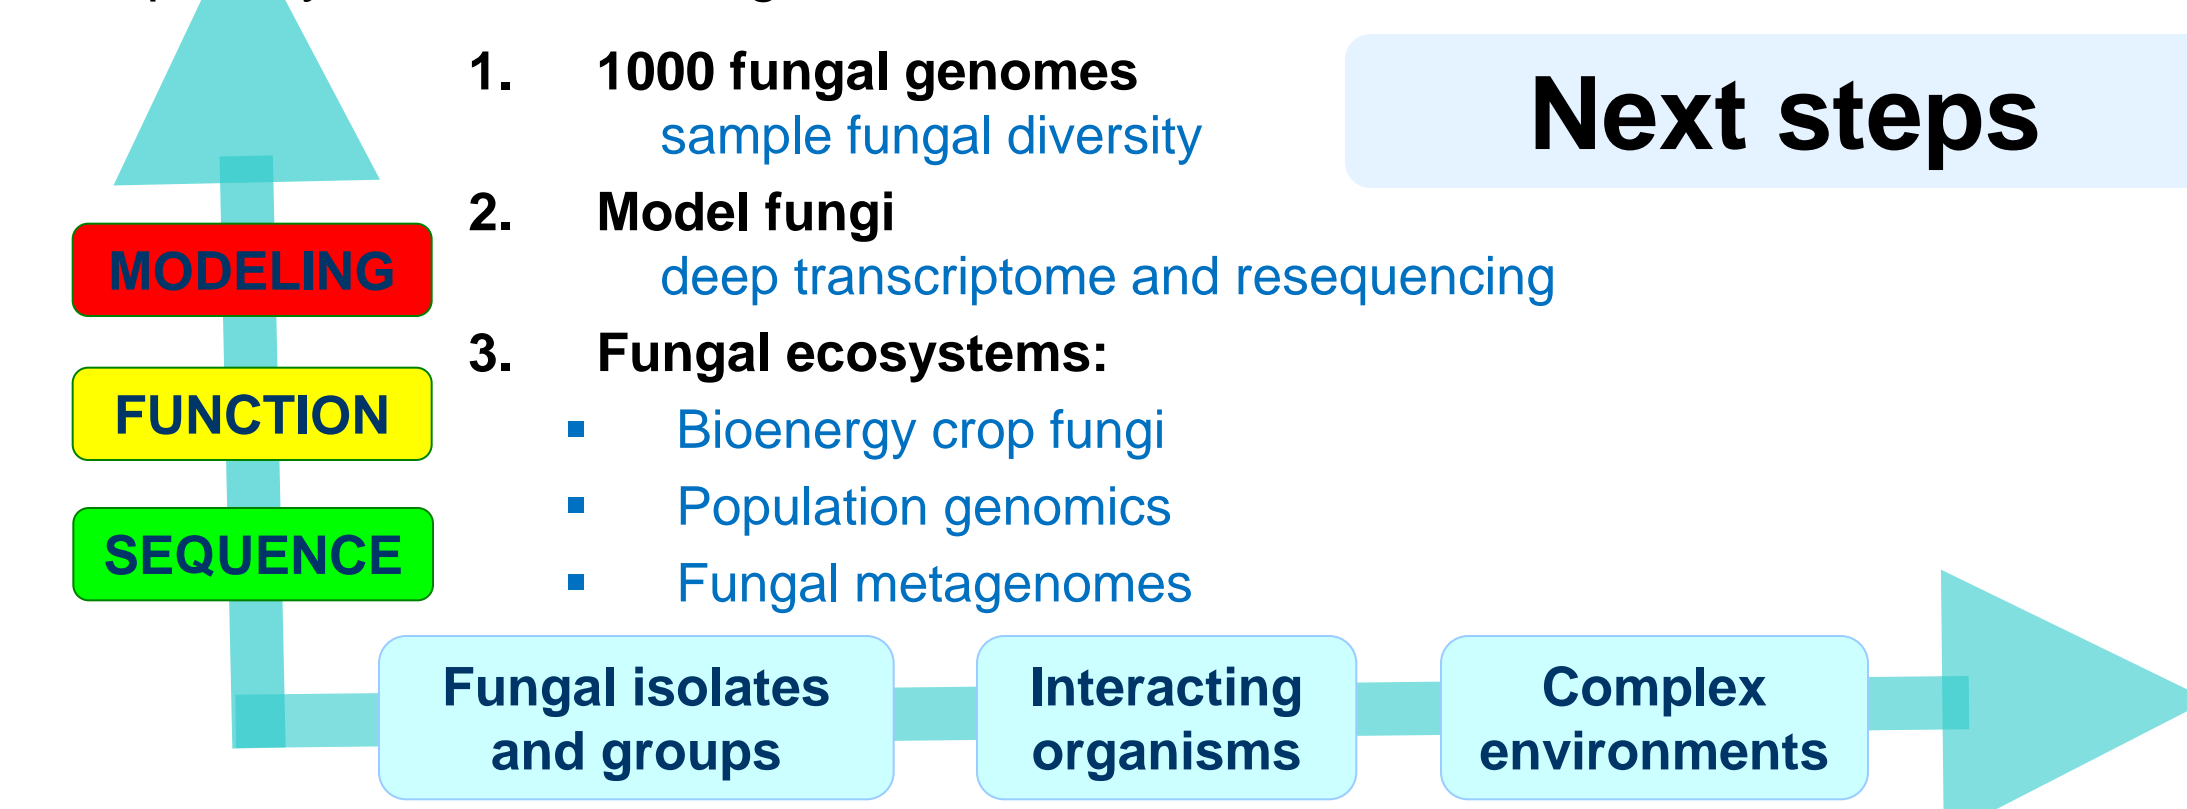 Next steps
1. 1000 fungal genomes
sample fungal diversity
2. Model fungi
deep transcriptome and resequencing
3. Fungal ecosystems:
▪ Bioenergy crop fungi
▪ Population genomics
▪ Fungal metagenomes
MODELING
FUNCTION
SEQUENCE
Fungal isolates
and groups
Interacting
organisms
Complex
environments